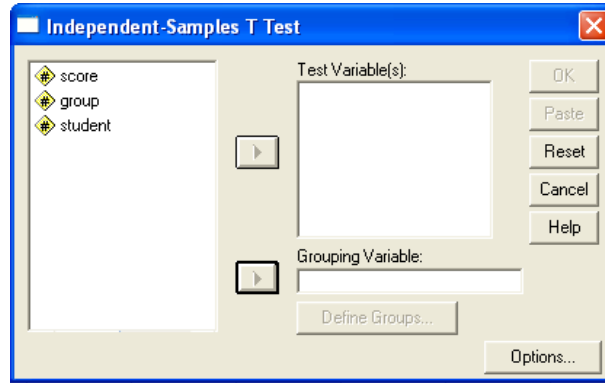 Independent-Samples T Test
# score
# group
# student
Test Variable(s):
Grouping Variable:
Define Groups...
OK
Paste
Reset
Cancel
Help
Options...